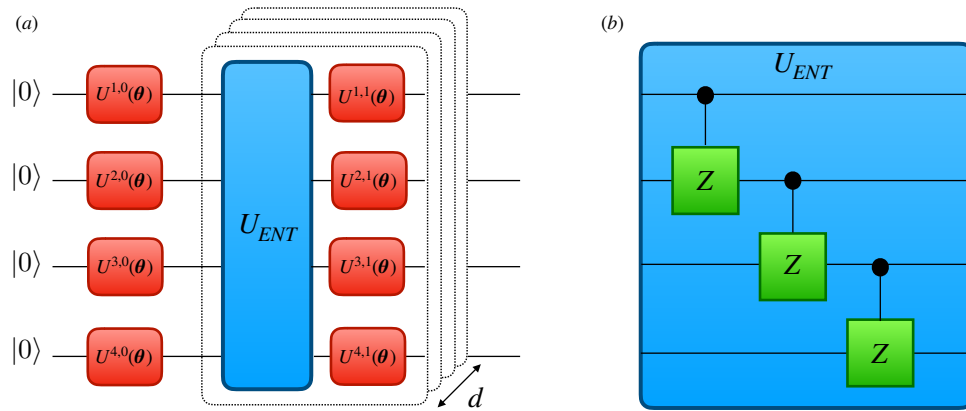 (a)
|0⟩ U^{1,0}(θ) U^{1,1}(θ)
|0⟩ U^{2,0}(θ) U^{2,1}(θ)
U_{ENT}
|0⟩ U^{3,0}(θ) U^{3,1}(θ)
|0⟩ U^{4,0}(θ) U^{4,1}(θ)
d
(b)
U_{ENT}
Z
Z
Z